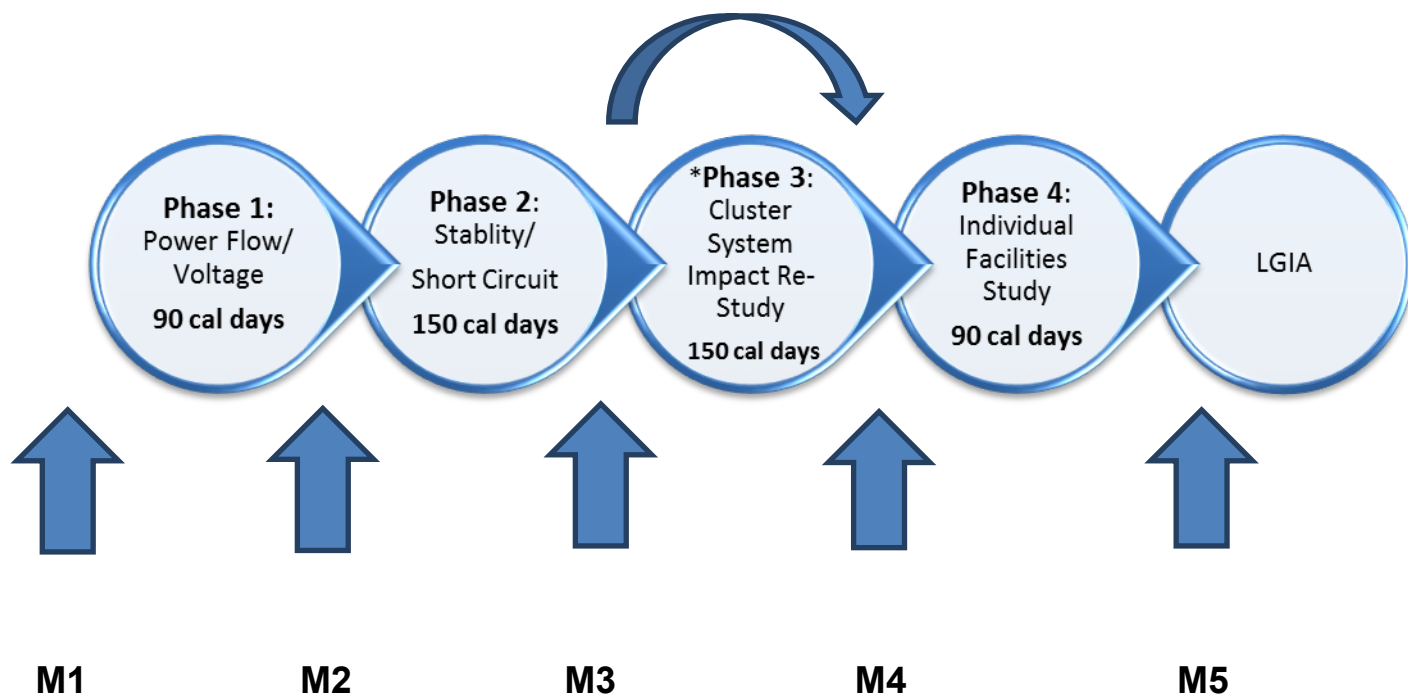 Phase 1:
Power Flow/
Voltage
90 cal days
Phase 2:
Stablity/
Short Circuit
150 cal days
*Phase 3:
Cluster
System
Impact Re-
Study
150 cal days
Phase 4:
Individual
Facilities
Study
90 cal days
LGIA
M1
M2
M3
M4
M5